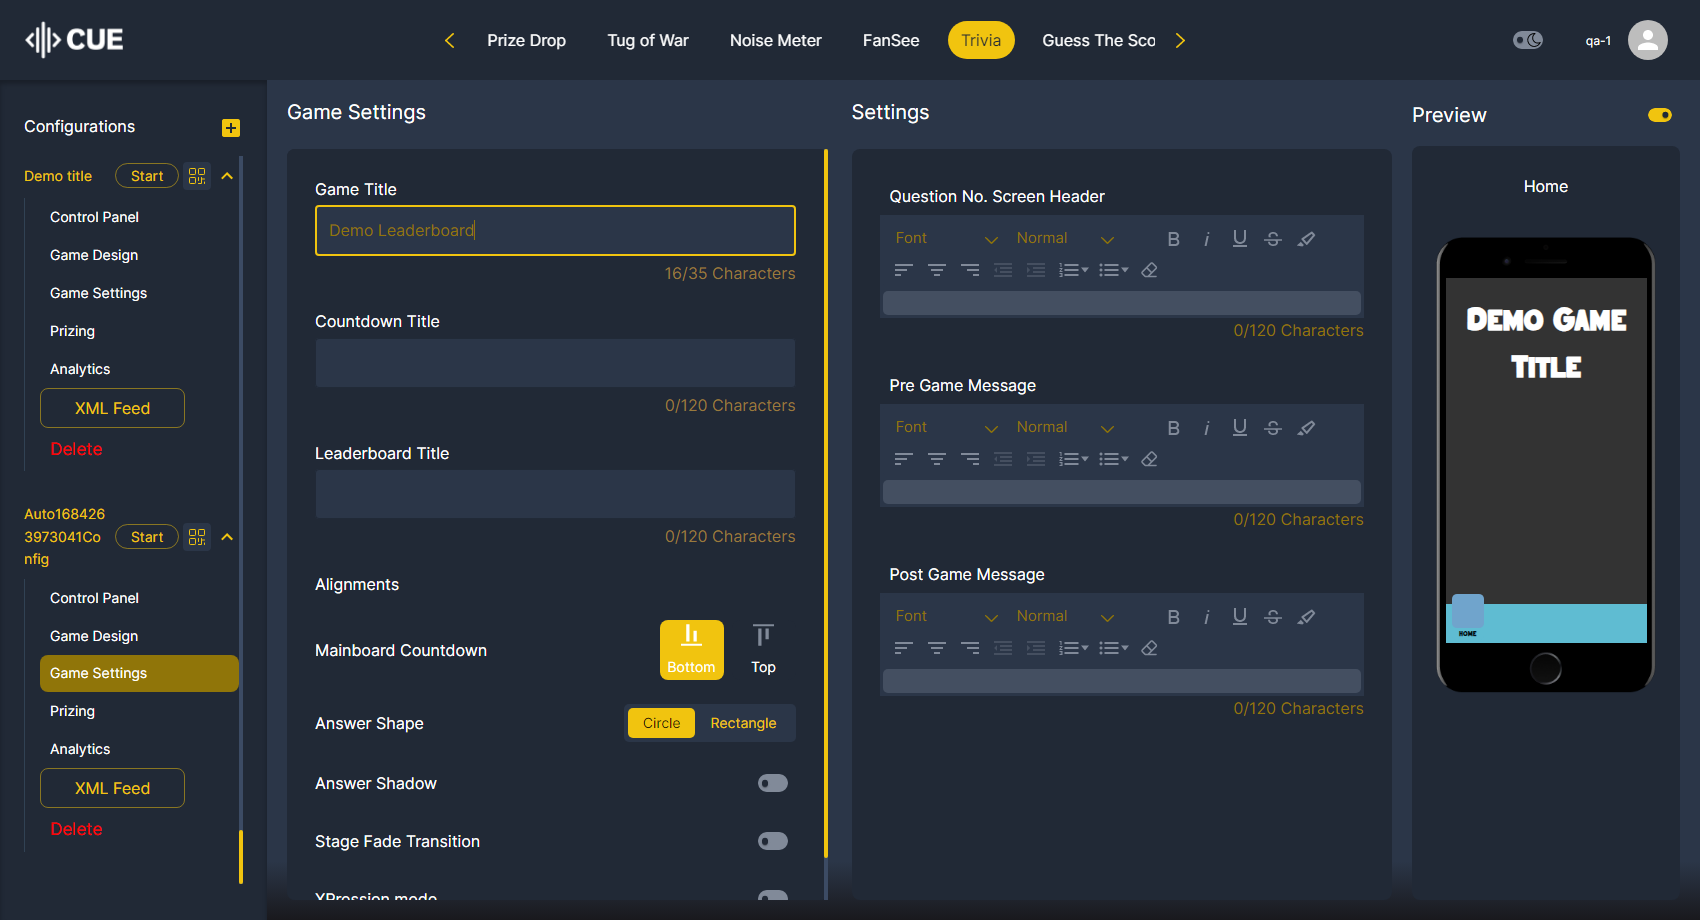 CUE
Prize Drop
Tug of War
Noise Meter
FanSee
Trivia
Guess The Sco
qa-1
Configurations
Demo title
Start
Control Panel
Game Design
Game Settings
Prizing
Analytics
XML Feed
Delete
Auto168426
3973041Co
nfig
Start
Control Panel
Game Design
Game Settings
Prizing
Analytics
XML Feed
Delete
Game Settings
Game Title
Demo Leaderboard
16/35 Characters
Countdown Title
0/120 Characters
Leaderboard Title
0/120 Characters
Alignments
Mainboard Countdown
Bottom
Top
Answer Shape
Circle
Rectangle
Answer Shadow
Stage Fade Transition
XPression mode
Settings
Question No. Screen Header
Font
Normal
B
i
U
S
0/120 Characters
Pre Game Message
Font
Normal
B
i
U
S
0/120 Characters
Post Game Message
Font
Normal
B
i
U
S
0/120 Characters
Preview
Home
Demo Game
Title
HOME